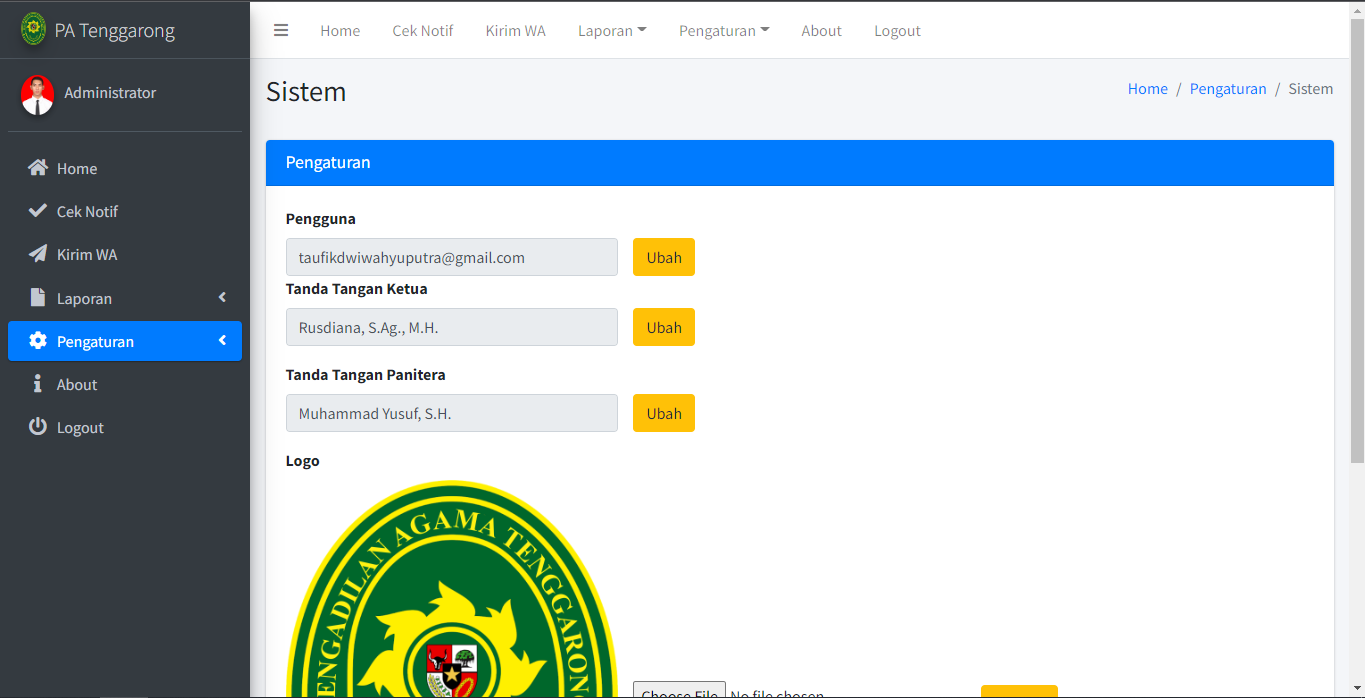 PA Tenggarong
Home Cek Notif Kirim WA Laporan Pengaturan About Logout
Administrator
Home
Cek Notif
Kirim WA
Laporan
Pengaturan
About
Logout
Sistem
Home / Pengaturan / Sistem
Pengaturan
Pengguna
taufikdwiwahyuputra@gmail.com Ubah
Tanda Tangan Ketua
Rusdiana, S.Ag., M.H. Ubah
Tanda Tangan Panitera
Muhammad Yusuf, S.H. Ubah
Logo
PENGADILAN AGAMA TENGGARONG
Choose File No file chosen